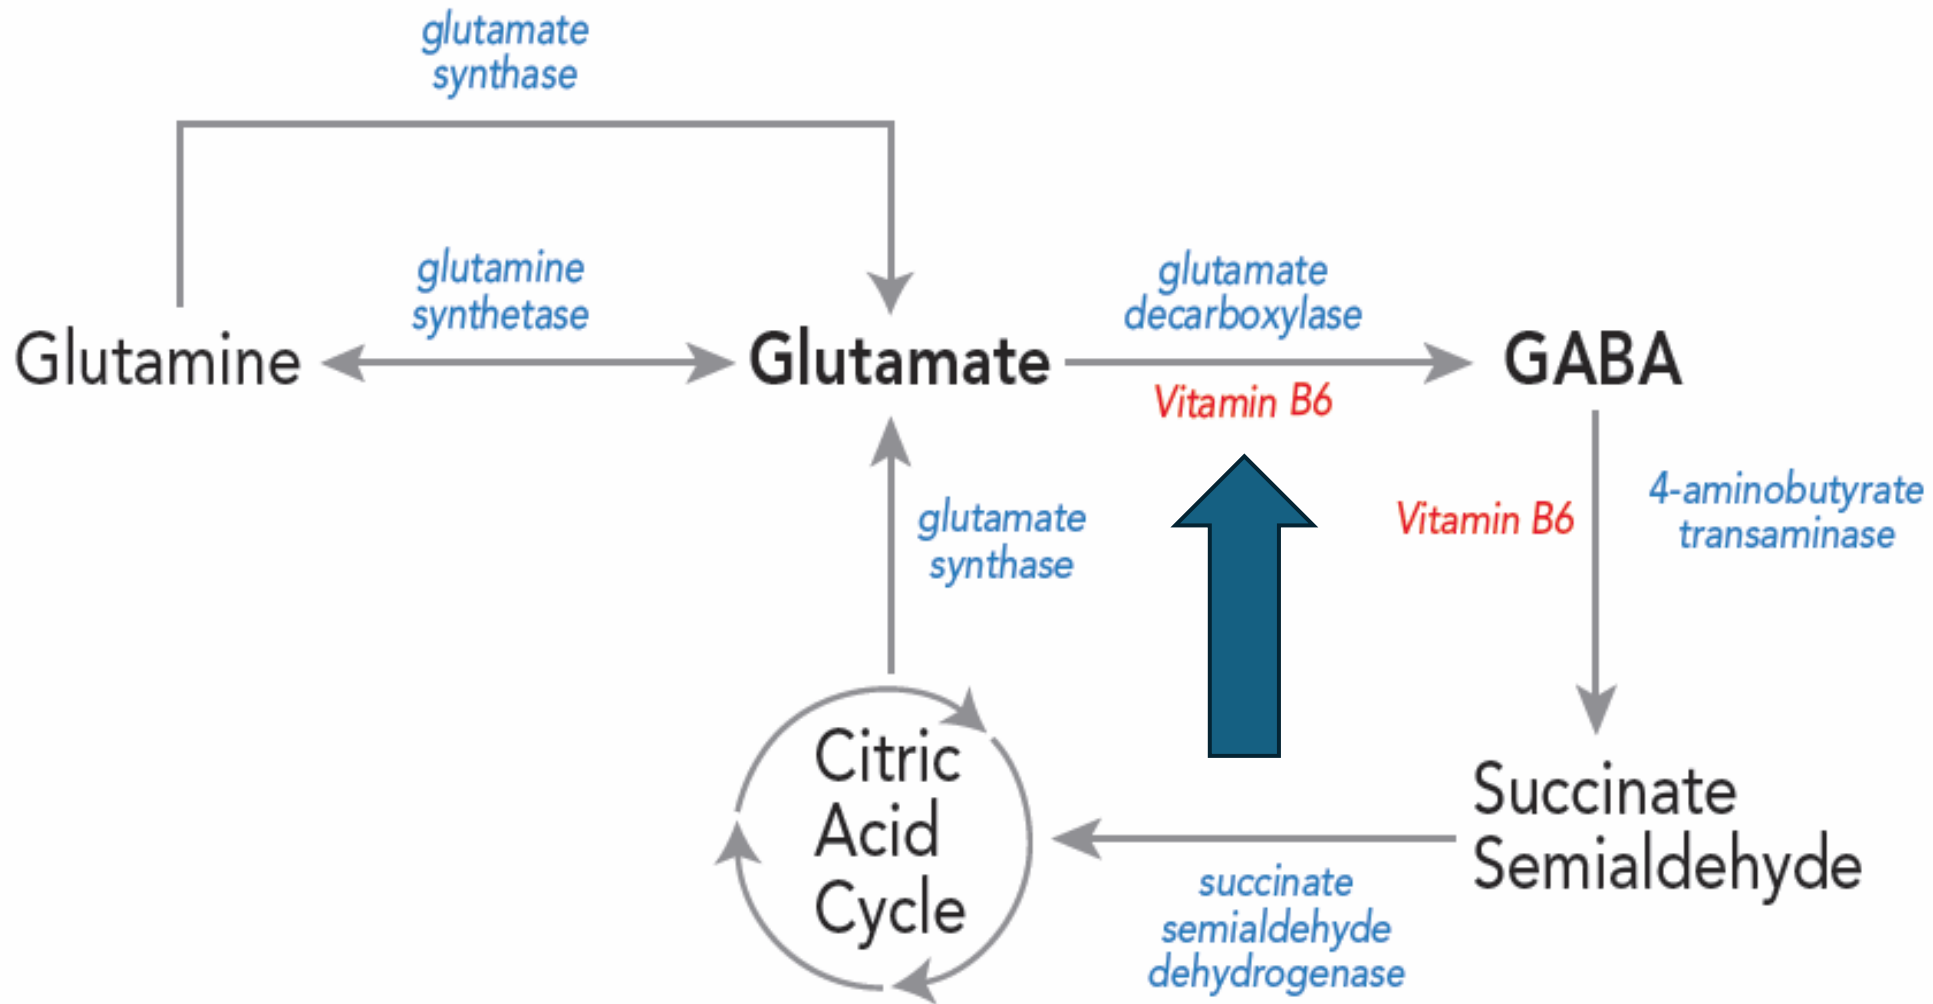 glutamate
synthase
glutamine
synthetase
glutamate
decarboxylase
Glutamine
Glutamate
GABA
Vitamin B6
glutamate
synthase
Vitamin B6
4-aminobutyrate
transaminase
Citric
Acid
Cycle
Succinate
Semialdehyde
succinate
semialdehyde
dehydrogenase